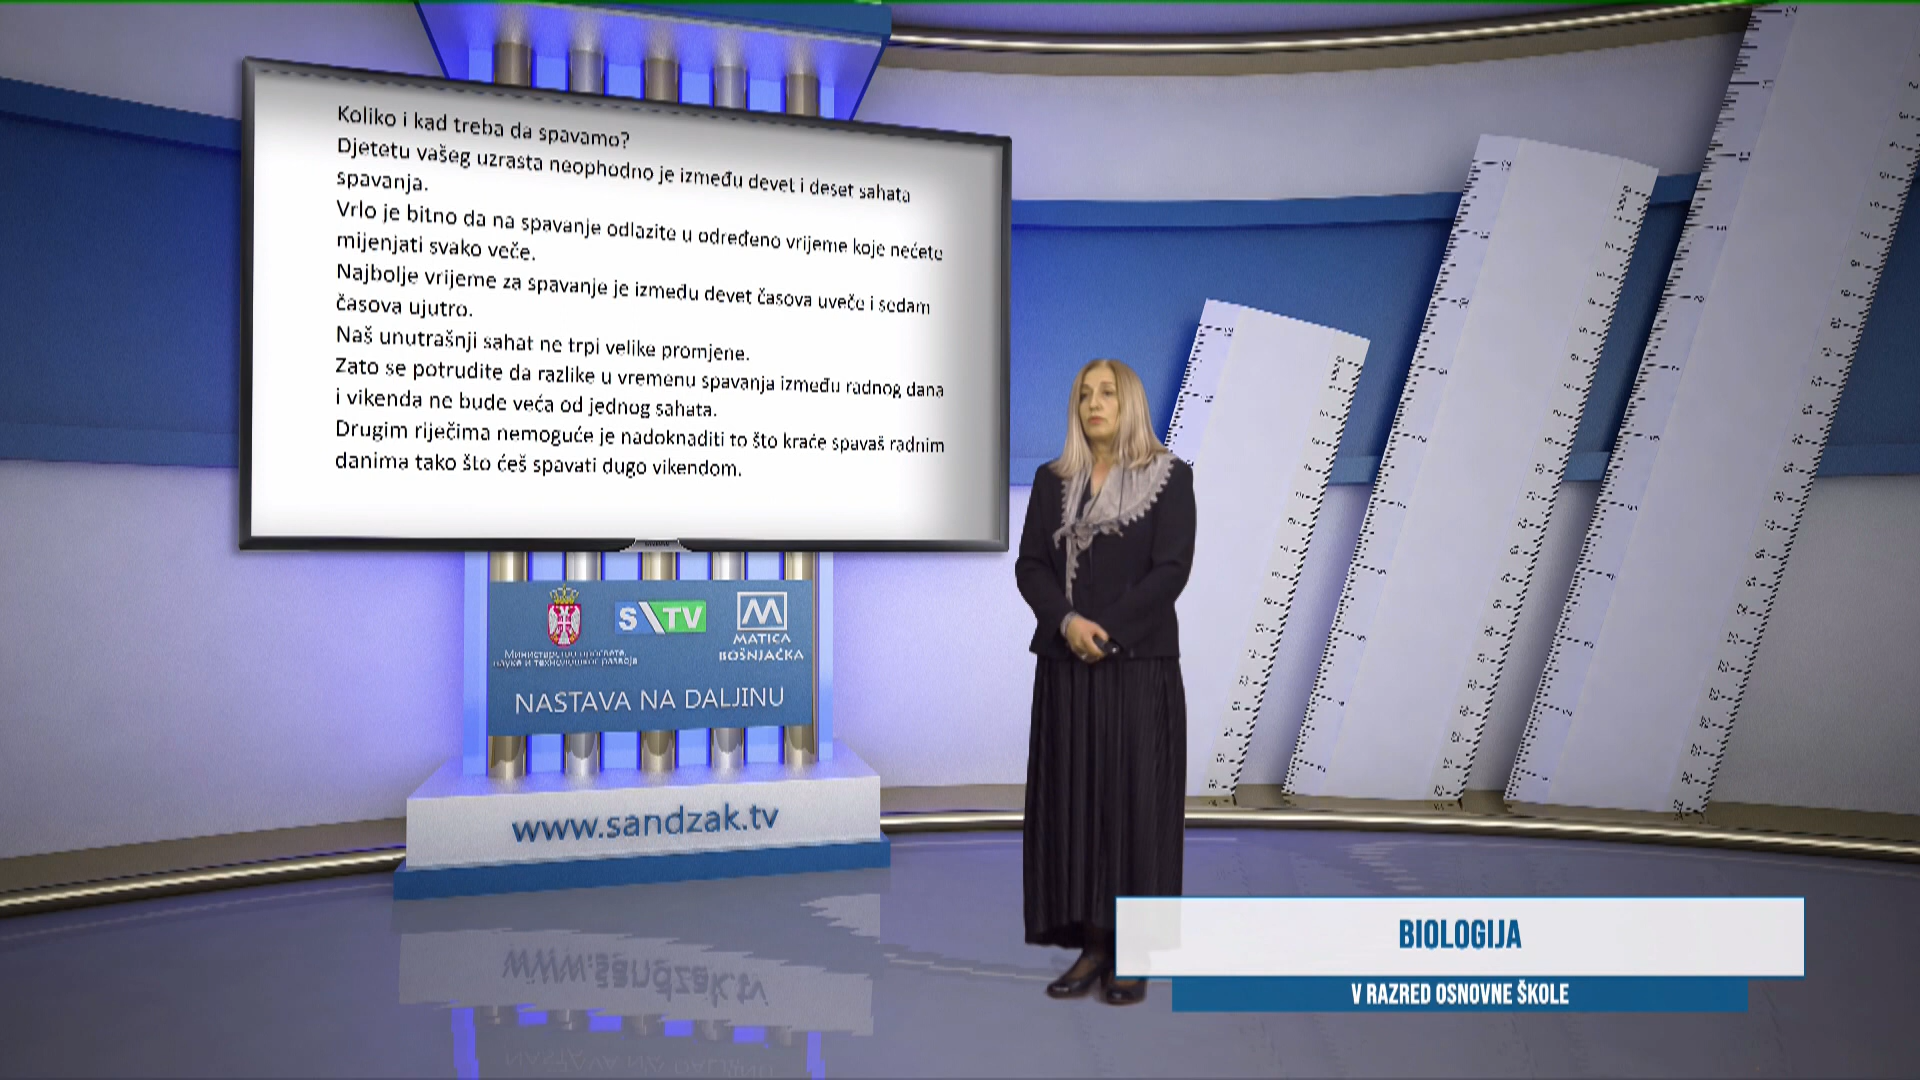 Koliko i kad treba da spavamo?
Djetetu vašeg uzrasta neophodno je između devet i deset sahata
spavanja.
Vrlo je bitno da na spavanje odlazite u određeno vrijeme koje nećete
mijenjati svako veče.
Najbolje vrijeme za spavanje je između devet časova uveče i sedam
časova ujutro.
Naš unutrašnji sahat ne trpi velike promjene.
Zato se potrudite da razlike u vremenu spavanja između radnog dana
i vikenda ne bude veća od jednog sahata.
Drugim riječima nemoguće je nadoknaditi to što kraće spavaš radnim
danima tako što ćeš spavati dugo vikendom.
Министарство просвете,
науке и технолошког развоја
S TV
MATICA
BOŠNJAČKA
NASTAVA NA DALJINU
www.sandzak.tv
BIOLOGIJA
V RAZRED OSNOVNE ŠKOLE